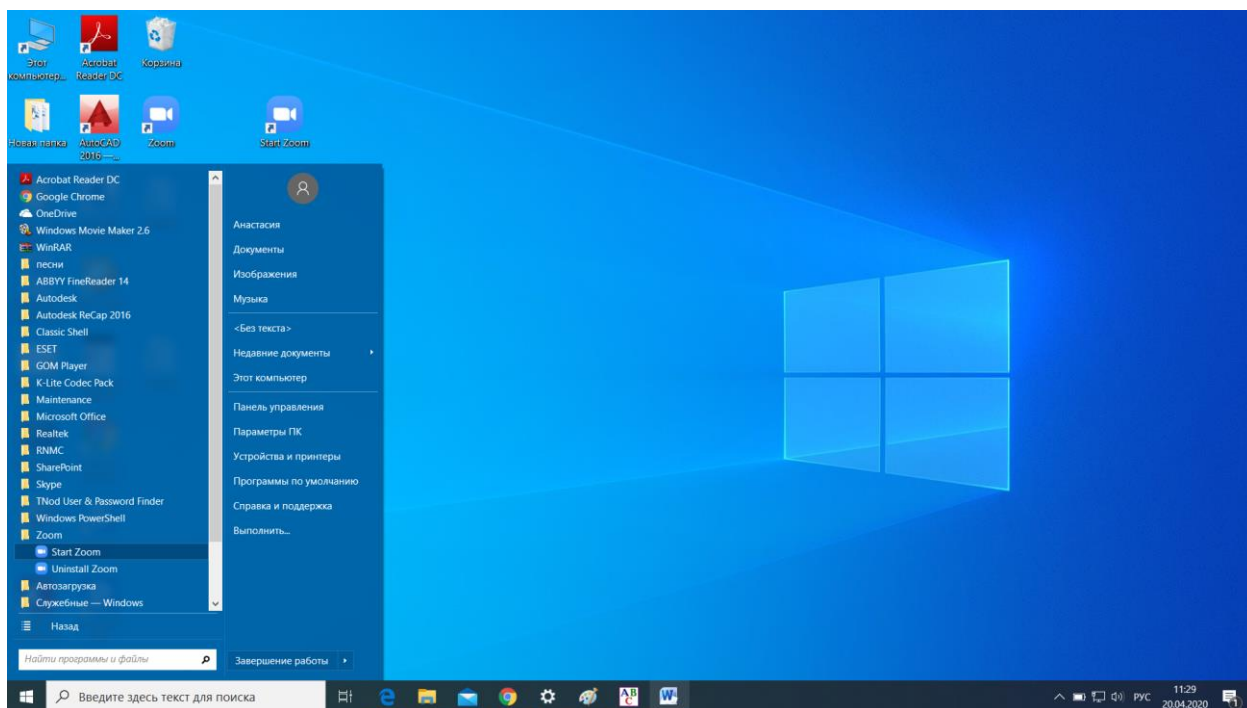 Этот
компьютер...
Acrobat
Reader DC
Корзина
Новая папка
AutoCAD
2016 —...
Zoom
Start Zoom
Acrobat Reader DC
Google Chrome
OneDrive
Windows Movie Maker 2.6
WinRAR
песни
ABBYY FineReader 14
Autodesk
Autodesk ReCap 2016
Classic Shell
ESET
GOM Player
K-Lite Codec Pack
Maintenance
Microsoft Office
Realtek
RNMC
SharePoint
Skype
TNod User & Password Finder
Windows PowerShell
Zoom
Start Zoom
Uninstall Zoom
Автозагрузка
Служебные — Windows
Назад
Найти программы и файлы
Анастасия
Документы
Изображения
Музыка
<Без текста>
Недавние документы
Этот компьютер
Панель управления
Параметры ПК
Устройства и принтеры
Программы по умолчанию
Справка и поддержка
Выполнить...
Завершение работы
Введите здесь текст для поиска
РУС
11:29
20.04.2020